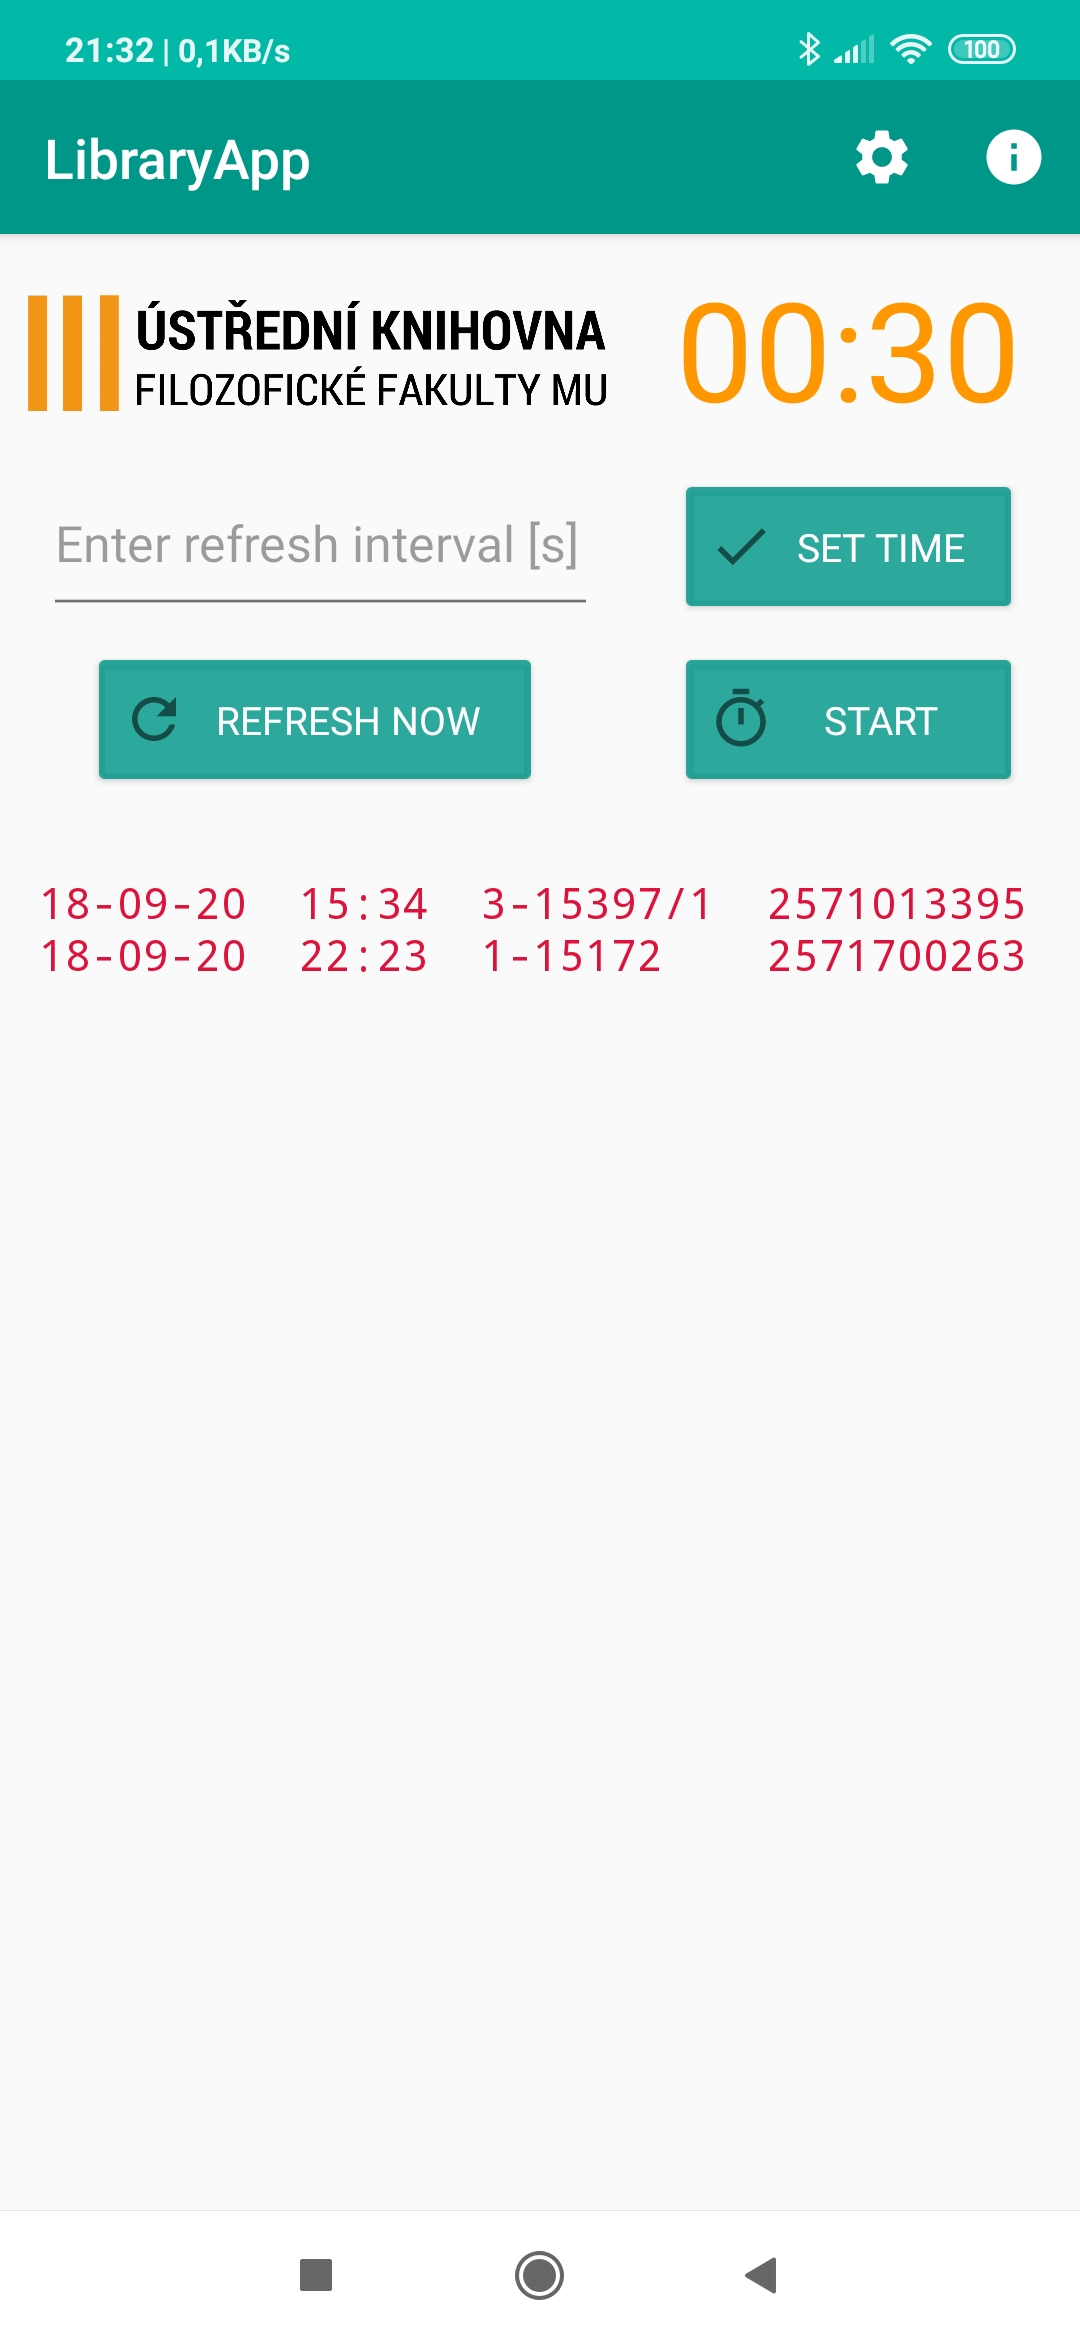 21:32 | 0,1KB/s 100
LibraryApp
ÚSTŘEDNÍ KNIHOVNA
FILOZOFICKÉ FAKULTY MU
00:30
Enter refresh interval [s]
SET TIME
REFRESH NOW
START
18-09-20 15:34 3-15397/1 2571013395
18-09-20 22:23 1-15172 2571700263